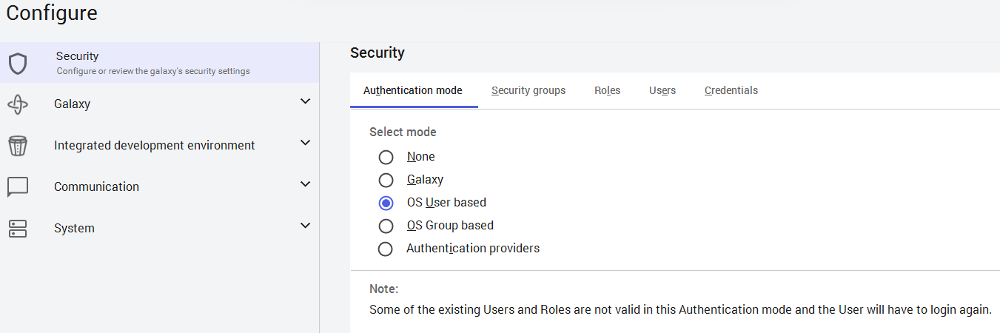 Configure
Security
Configure or review the galaxy's security settings
Galaxy
Integrated development environment
Communication
System
Security
Authentication mode Security groups Roles Users Credentials
Select mode
None
Galaxy
OS User based
OS Group based
Authentication providers
Note:
Some of the existing Users and Roles are not valid in this Authentication mode and the User will have to login again.